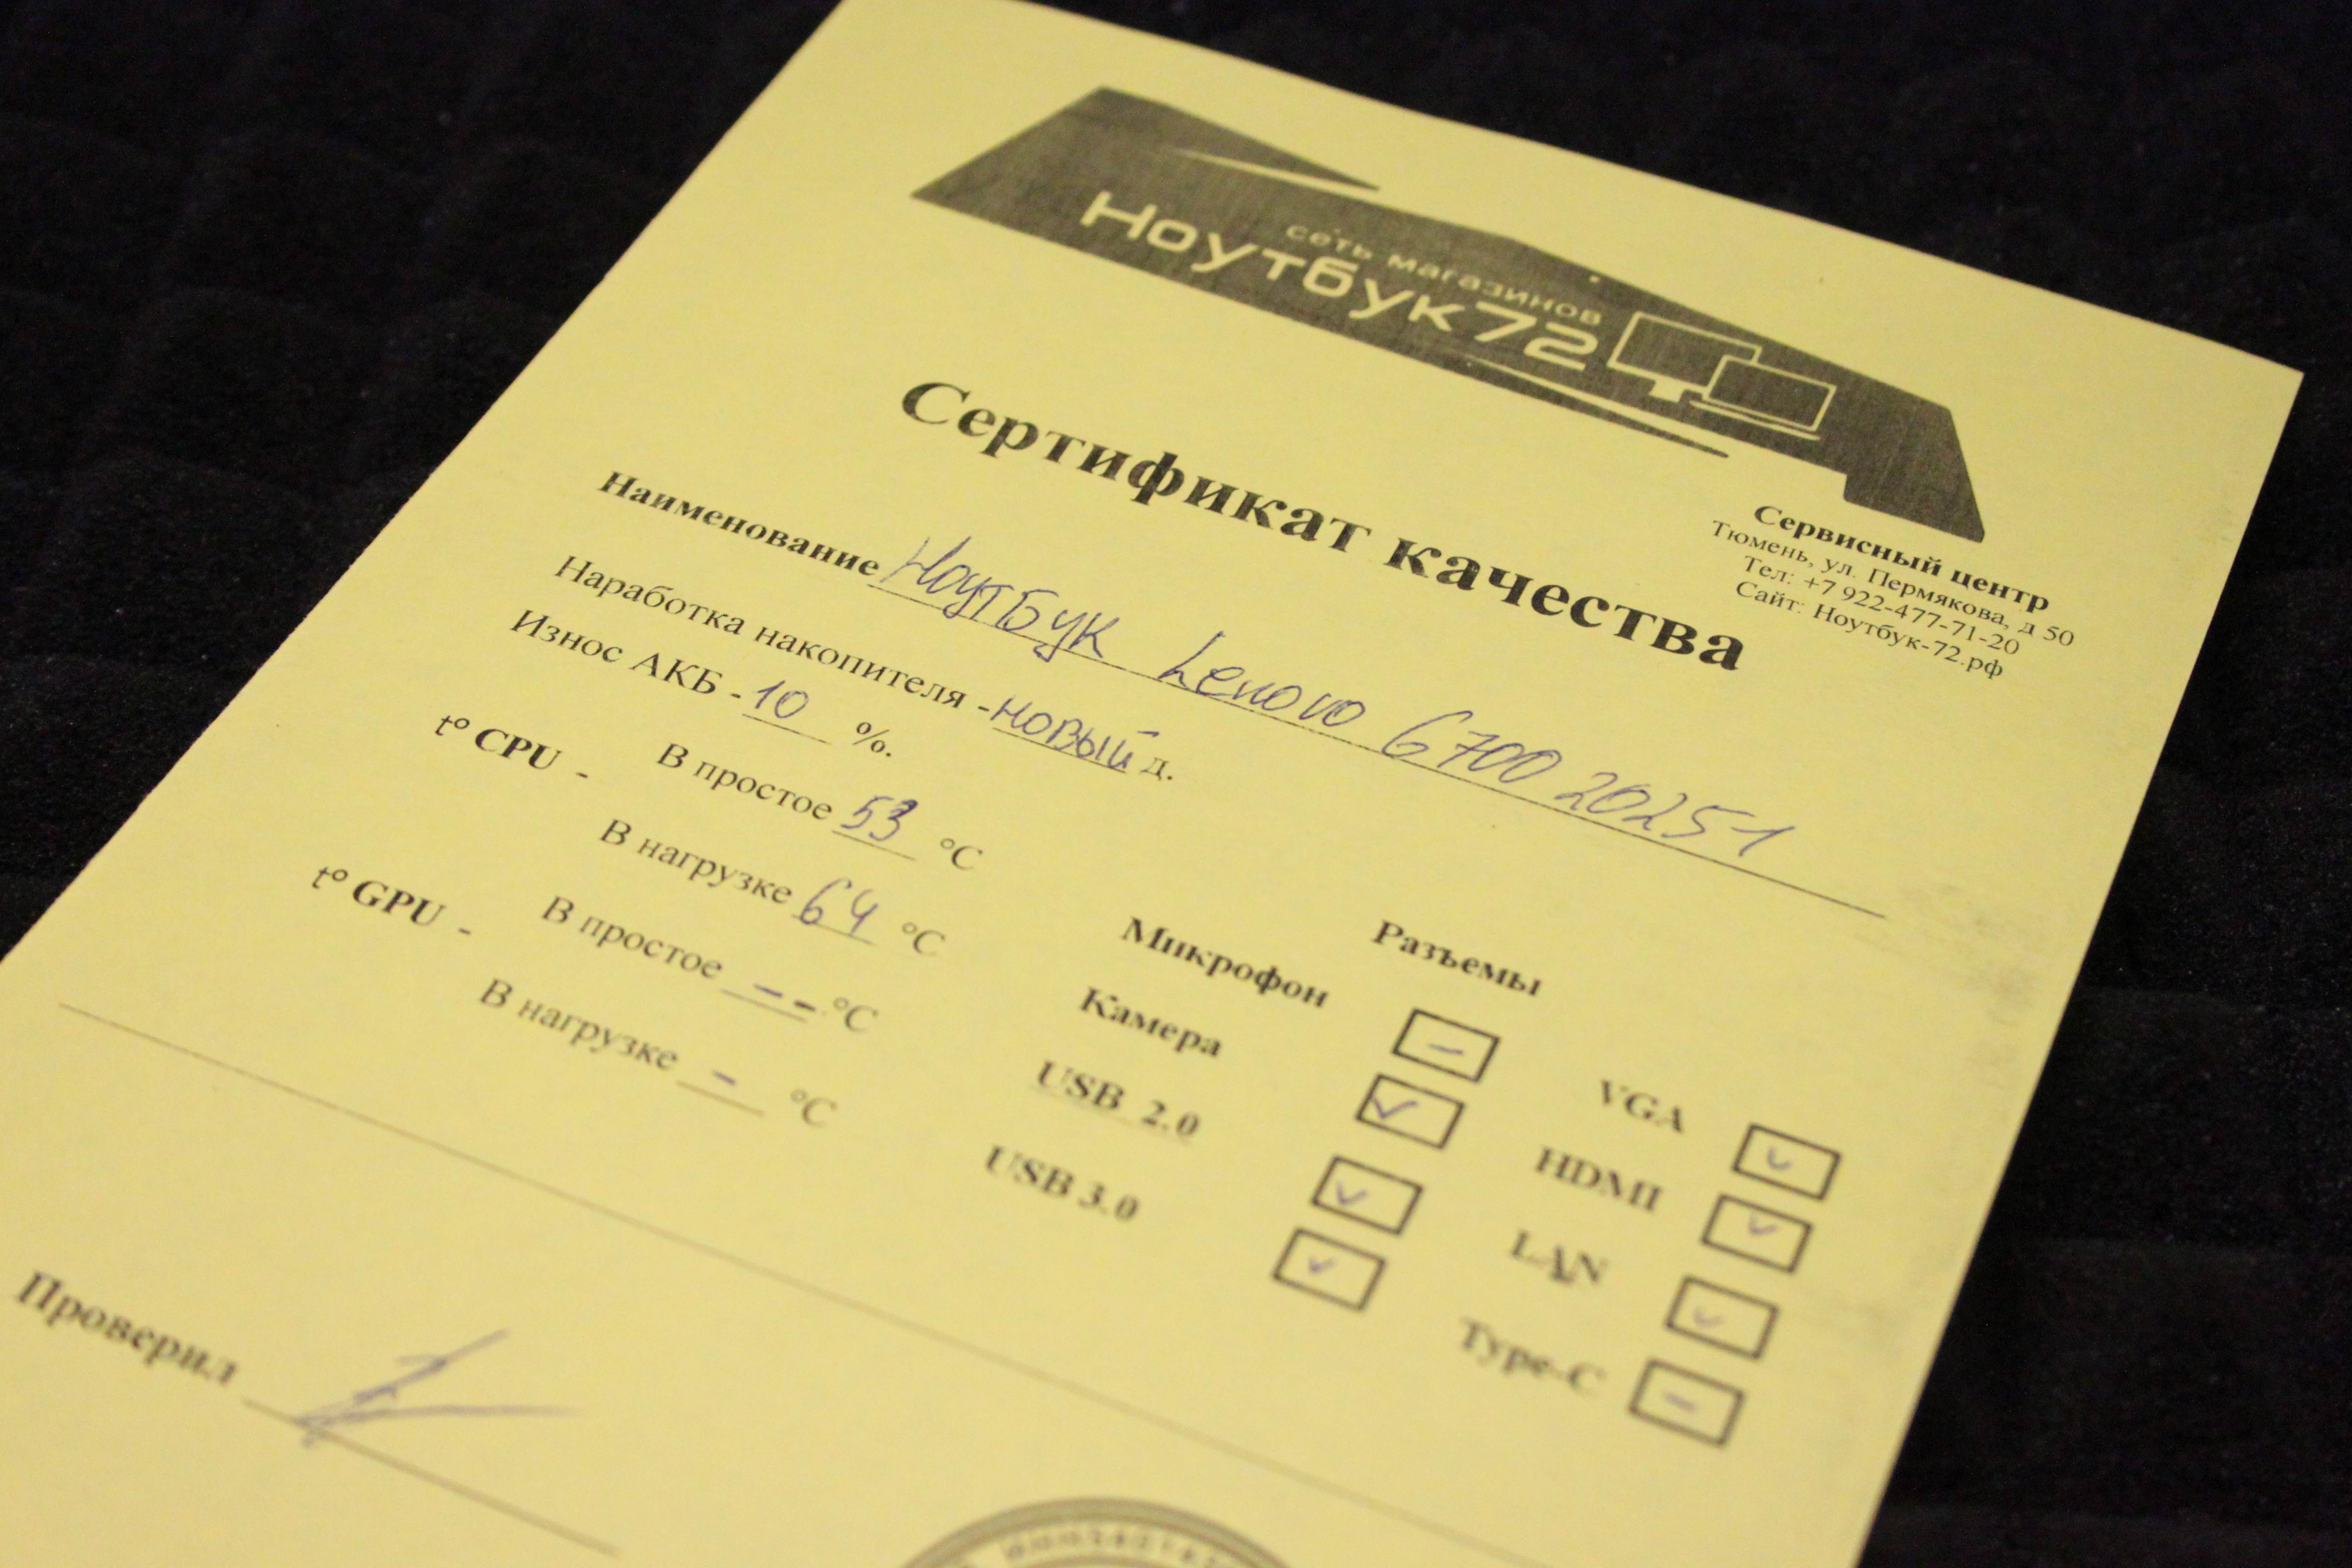 сеть магазинов
Ноутбук72
Сертификат качества
Сервисный центр
Тюмень, ул. Пермякова, д 50
Тел: +7 922-477-71-20
Сайт: Ноутбук-72.рф
Наименование Ноутбук Lenovo G700 20251
Наработка накопителя - новый д.
Износ АКБ - 10 %.
t° CPU - В простое 53 °C
В нагрузке 64 °C
t° GPU - В простое -- °C
В нагрузке - °C
Разъемы
Микрофон -
Камера ✓
USB 2.0 ✓
USB 3.0 ✓
VGA ✓
HDMI ✓
LAN ✓
Type-C -
Проверил